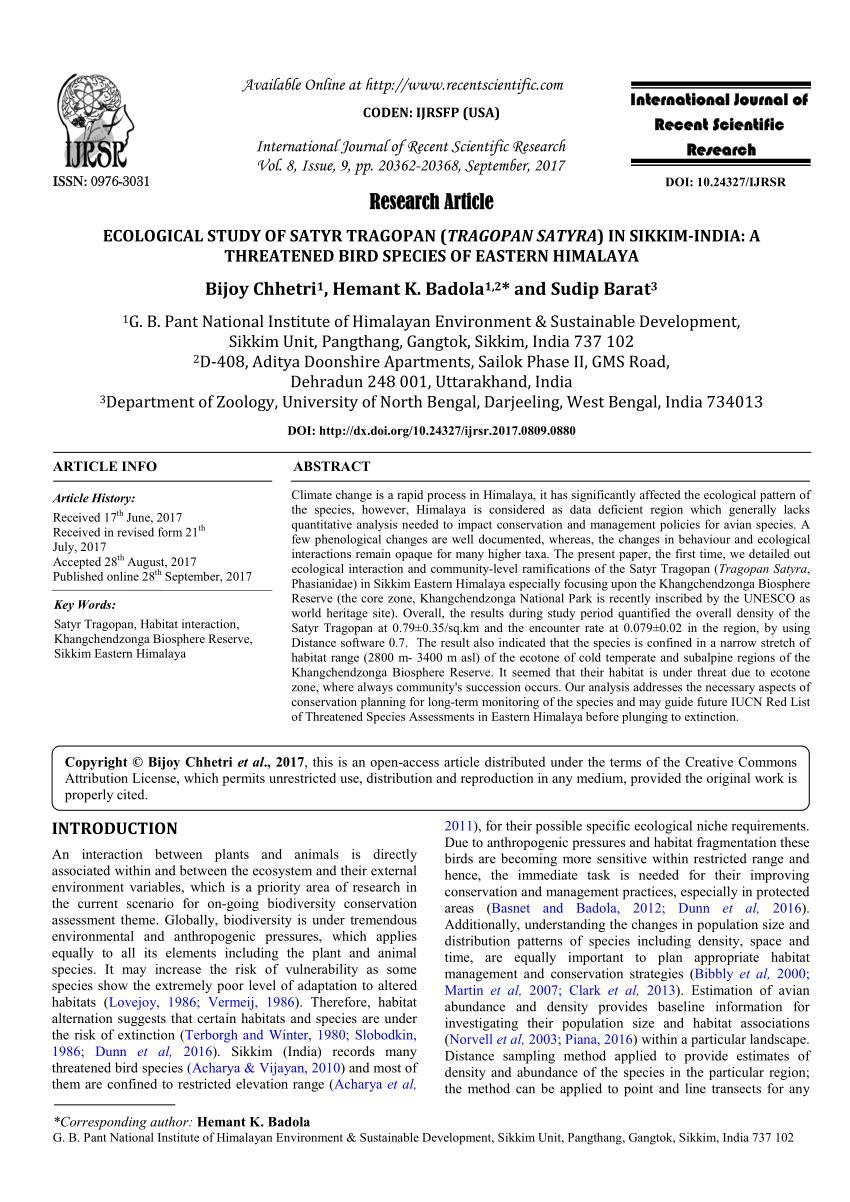 IJRSR
ISSN: 0976-3031
Available Online at http://www.recentscientific.com
CODEN: IJRSFP (USA)
International Journal of Recent Scientific Research
Vol. 8, Issue, 9, pp. 20362-20368, September, 2017
International Journal of
Recent Scientific
Research
DOI: 10.24327/IJRSR
Research Article
ECOLOGICAL STUDY OF SATYR TRAGOPAN (TRAGOPAN SATYRA) IN SIKKIM-INDIA: A
THREATENED BIRD SPECIES OF EASTERN HIMALAYA
Bijoy Chhetri1, Hemant K. Badola1,2* and Sudip Barat3
1G. B. Pant National Institute of Himalayan Environment & Sustainable Development,
Sikkim Unit, Pangthang, Gangtok, Sikkim, India 737 102
2D-408, Aditya Doonshire Apartments, Sailok Phase II, GMS Road,
Dehradun 248 001, Uttarakhand, India
3Department of Zoology, University of North Bengal, Darjeeling, West Bengal, India 734013
DOI: http://dx.doi.org/10.24327/ijrsr.2017.0809.0880
ARTICLE INFO
Article History:
Received 17th June, 2017
Received in revised form 21th
July, 2017
Accepted 28th August, 2017
Published online 28th September, 2017
Key Words:
Satyr Tragopan, Habitat interaction,
Khangchendzonga Biosphere Reserve,
Sikkim Eastern Himalaya
ABSTRACT
Climate change is a rapid process in Himalaya, it has significantly affected the ecological pattern of
the species, however, Himalaya is considered as data deficient region which generally lacks
quantitative analysis needed to impact conservation and management policies for avian species. A
few phenological changes are well documented, whereas, the changes in behaviour and ecological
interactions remain opaque for many higher taxa. The present paper, the first time, we detailed out
ecological interaction and community-level ramifications of the Satyr Tragopan (Tragopan Satyra,
Phasianidae) in Sikkim Eastern Himalaya especially focusing upon the Khangchendzonga Biosphere
Reserve (the core zone, Khangchendzonga National Park is recently inscribed by the UNESCO as
world heritage site). Overall, the results during study period quantified the overall density of the
Satyr Tragopan at 0.79±0.35/sq.km and the encounter rate at 0.079±0.02 in the region, by using
Distance software 0.7. The result also indicated that the species is confined in a narrow stretch of
habitat range (2800 m- 3400 m asl) of the ecotone of cold temperate and subalpine regions of the
Khangchendzonga Biosphere Reserve. It seemed that their habitat is under threat due to ecotone
zone, where always community's succession occurs. Our analysis addresses the necessary aspects of
conservation planning for long-term monitoring of the species and may guide future IUCN Red List
of Threatened Species Assessments in Eastern Himalaya before plunging to extinction.
Copyright © Bijoy Chhetri et al., 2017, this is an open-access article distributed under the terms of the Creative Commons
Attribution License, which permits unrestricted use, distribution and reproduction in any medium, provided the original work is
properly cited.
INTRODUCTION
An interaction between plants and animals is directly
associated within and between the ecosystem and their external
environment variables, which is a priority area of research in
the current scenario for on-going biodiversity conservation
assessment theme. Globally, biodiversity is under tremendous
environmental and anthropogenic pressures, which applies
equally to all its elements including the plant and animal
species. It may increase the risk of vulnerability as some
species show the extremely poor level of adaptation to altered
habitats (Lovejoy, 1986; Vermeij, 1986). Therefore, habitat
alternation suggests that certain habitats and species are under
the risk of extinction (Terborgh and Winter, 1980; Slobodkin,
1986; Dunn et al, 2016). Sikkim (India) records many
threatened bird species (Acharya & Vijayan, 2010) and most of
them are confined to restricted elevation range (Acharya et al,
2011), for their possible specific ecological niche requirements.
Due to anthropogenic pressures and habitat fragmentation these
birds are becoming more sensitive within restricted range and
hence, the immediate task is needed for their improving
conservation and management practices, especially in protected
areas (Basnet and Badola, 2012; Dunn et al, 2016).
Additionally, understanding the changes in population size and
distribution patterns of species including density, space and
time, are equally important to plan appropriate habitat
management and conservation strategies (Bibbly et al, 2000;
Martin et al, 2007; Clark et al, 2013). Estimation of avian
abundance and density provides baseline information for
investigating their population size and habitat associations
(Norvell et al, 2003; Piana, 2016) within a particular landscape.
Distance sampling method applied to provide estimates of
density and abundance of the species in the particular region;
the method can be applied to point and line transects for any
*Corresponding author: Hemant K. Badola
G. B. Pant National Institute of Himalayan Environment & Sustainable Development, Sikkim Unit, Pangthang, Gangtok, Sikkim, India 737 102